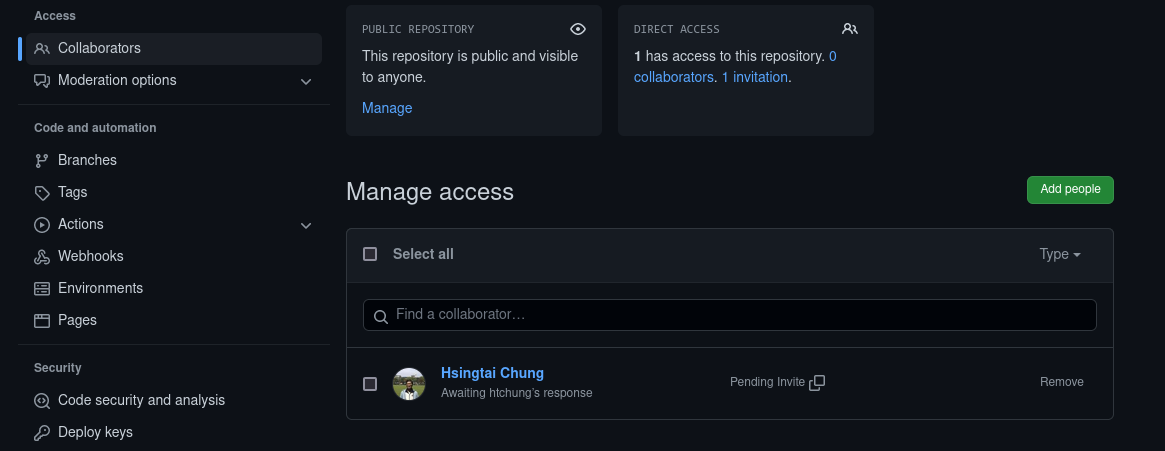 Access
Collaborators
Moderation options
Code and automation
Branches
Tags
Actions
Webhooks
Environments
Pages
Security
Code security and analysis
Deploy keys
PUBLIC REPOSITORY
This repository is public and visible
to anyone.
Manage
DIRECT ACCESS
1 has access to this repository. 0
collaborators. 1 invitation.
Manage access
Add people
Select all
Type
Find a collaborator…
Hsingtai Chung
Awaiting htchung's response
Pending Invite
Remove